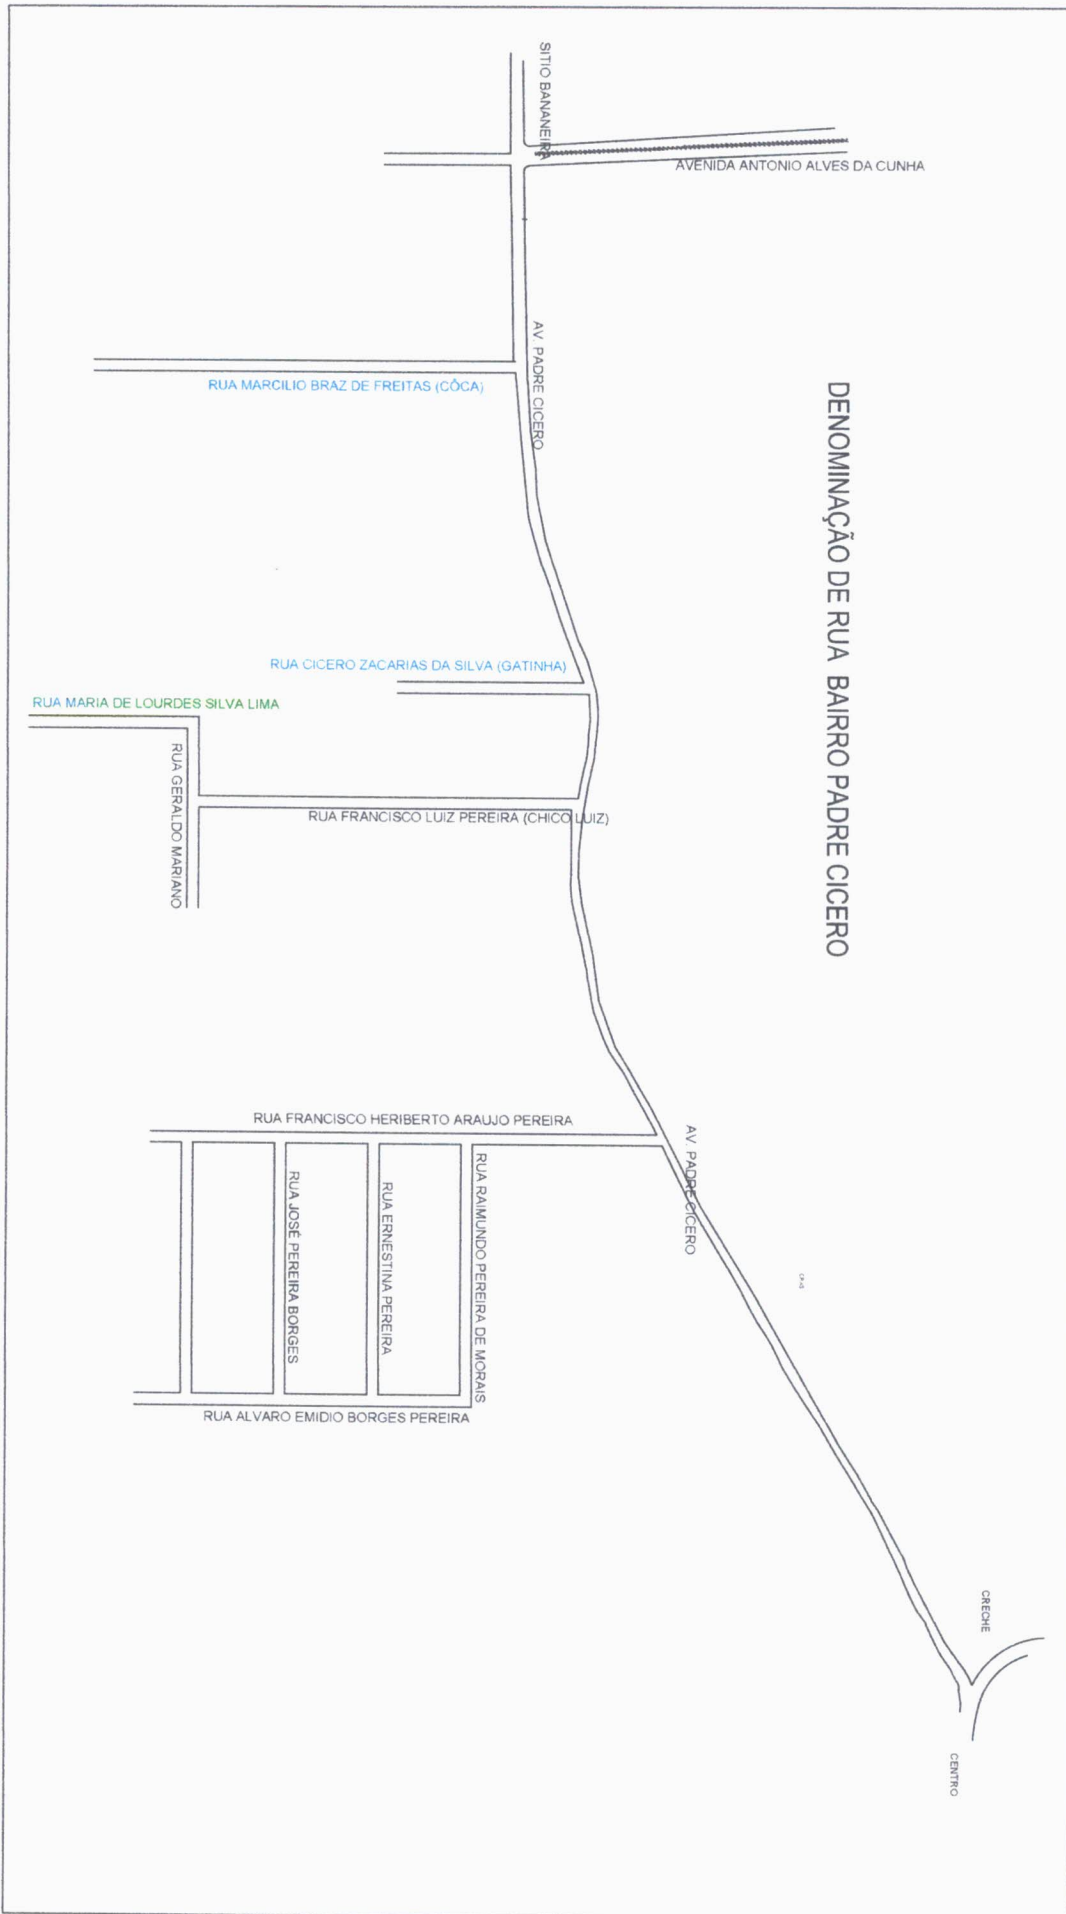 DENOMINAÇÃO DE RUA BAIRRO PADRE CICERO
SITIO BANANEIRA
AVENIDA ANTONIO ALVES DA CUNHA
AV. PADRE CICERO
RUA MARCILIO BRAZ DE FREITAS (CÔCA)
RUA CICERO ZACARIAS DA SILVA (GATINHA)
RUA MARIA DE LOURDES SILVA LIMA
RUA GERALDO MARIANO
RUA FRANCISCO LUIZ PEREIRA (CHICO LUIZ)
RUA FRANCISCO HERIBERTO ARAUJO PEREIRA
AV. PADRE CICERO
RUA RAIMUNDO PEREIRA DE MORAIS
RUA ERNESTINA PEREIRA
RUA JOSÉ PEREIRA BORGES
RUA ALVARO EMIDIO BORGES PEREIRA
CRECHE
CENTRO